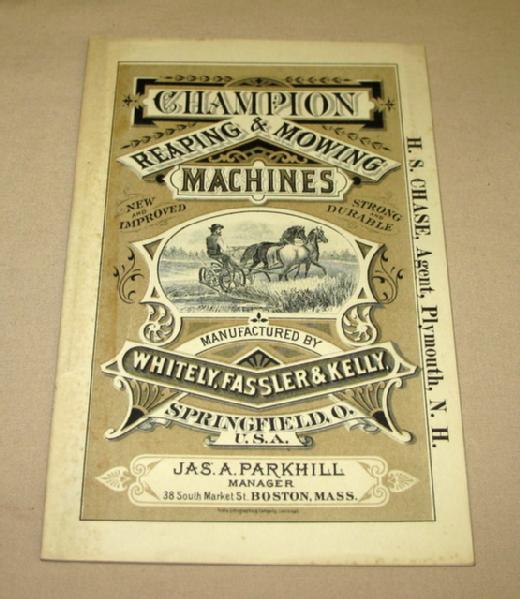 CHAMPION
REAPING & MOWING
MACHINES
NEW
AND
IMPROVED
STRONG
AND
DURABLE
MANUFACTURED BY
WHITELY, FASSLER & KELLY,
SPRINGFIELD, O.
U.S.A.
JAS. A. PARKHILL
MANAGER
38 South Market St. BOSTON, MASS.
H. S. CHASE, Agent, Plymouth, N. H.